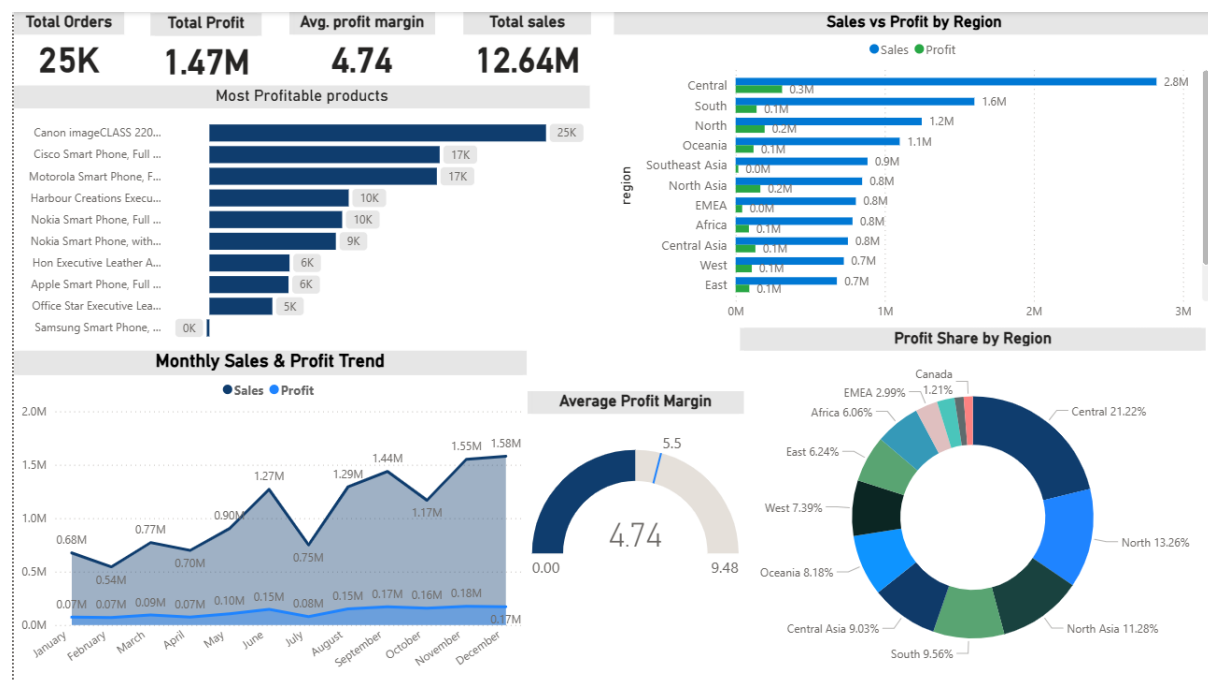 Total Orders
25K
Total Profit
1.47M
Avg. profit margin
4.74
Total sales
12.64M
Most Profitable products
Canon imageCLASS 220... 25K
Cisco Smart Phone, Full ... 17K
Motorola Smart Phone, F... 17K
Harbour Creations Execu... 10K
Nokia Smart Phone, Full ... 10K
Nokia Smart Phone, with... 9K
Hon Executive Leather A... 6K
Apple Smart Phone, Full ... 6K
Office Star Executive Lea... 5K
Samsung Smart Phone, ... 0K
Sales vs Profit by Region
Sales Profit
region
Central 2.8M
0.3M
South 1.6M
0.1M
North 1.2M
0.2M
Oceania 1.1M
0.1M
Southeast Asia 0.9M
0.0M
North Asia 0.8M
0.2M
EMEA 0.8M
0.0M
Africa 0.8M
0.1M
Central Asia 0.8M
0.1M
West 0.7M
0.1M
East 0.7M
0.1M
0M 1M 2M 3M
Monthly Sales & Profit Trend
Sales Profit
2.0M
1.5M
1.0M
0.5M
0.0M
0.68M 0.54M 0.77M 0.70M 0.90M 1.27M 0.75M 1.29M 1.44M 1.17M 1.55M 1.58M
0.07M 0.07M 0.09M 0.07M 0.10M 0.15M 0.08M 0.15M 0.17M 0.16M 0.18M 0.17M
January February March April May June July August September October November December
Average Profit Margin
5.5
4.74
0.00 9.48
Profit Share by Region
Canada
1.21%
EMEA 2.99%
Africa 6.06%
East 6.24%
West 7.39%
Oceania 8.18%
Central Asia 9.03%
South 9.56%
North Asia 11.28%
North 13.26%
Central 21.22%